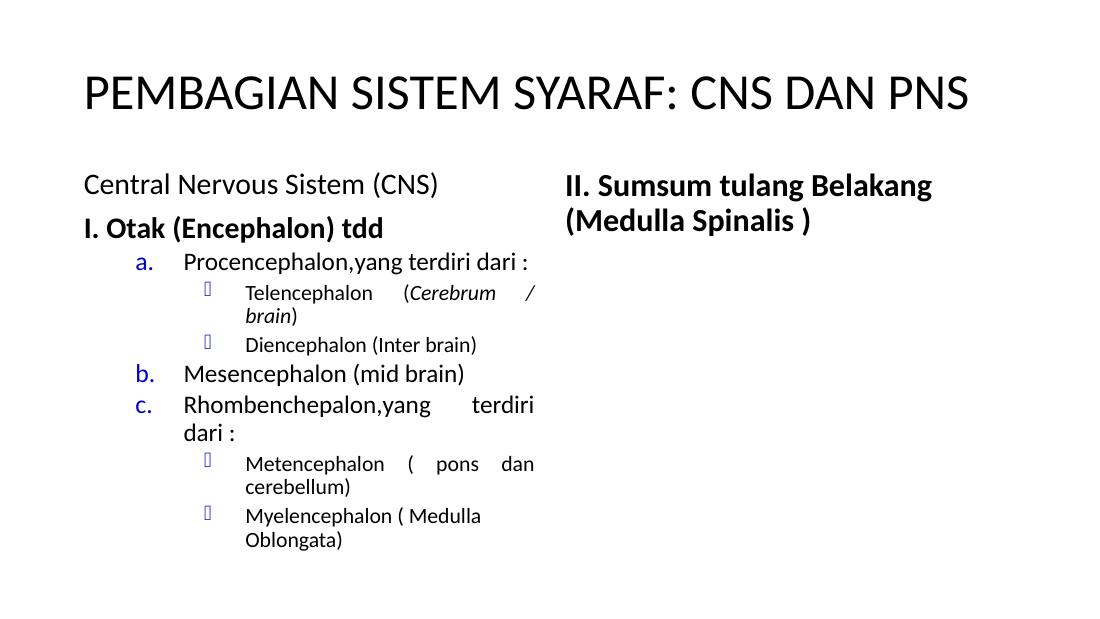 PEMBAGIAN SISTEM SYARAF: CNS DAN PNS
Central Nervous Sistem (CNS)
I. Otak (Encephalon) tdd
a. Procencephalon,yang terdiri dari :
Telencephalon (Cerebrum /
brain)
Diencephalon (Inter brain)
b. Mesencephalon (mid brain)
c. Rhombenchepalon,yang terdiri
dari :
Metencephalon ( pons dan
cerebellum)
Myelencephalon ( Medulla
Oblongata)
II. Sumsum tulang Belakang
(Medulla Spinalis )